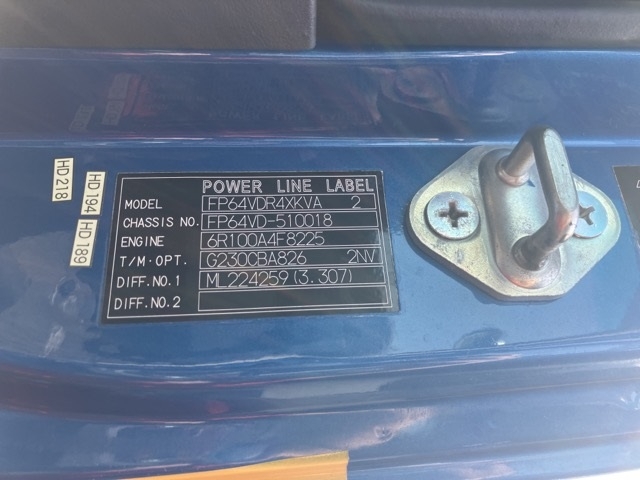 POWER LINE LABEL
MODEL FP64VDR4XKVA 2
CHASSIS NO. FP64VD-510018
ENGINE 6R100A4F8225
T/M·OPT. G230CBA826 2NV
DIFF.NO.1 ML224259(3.307)
DIFF.NO.2
HD218
HD194
HD189